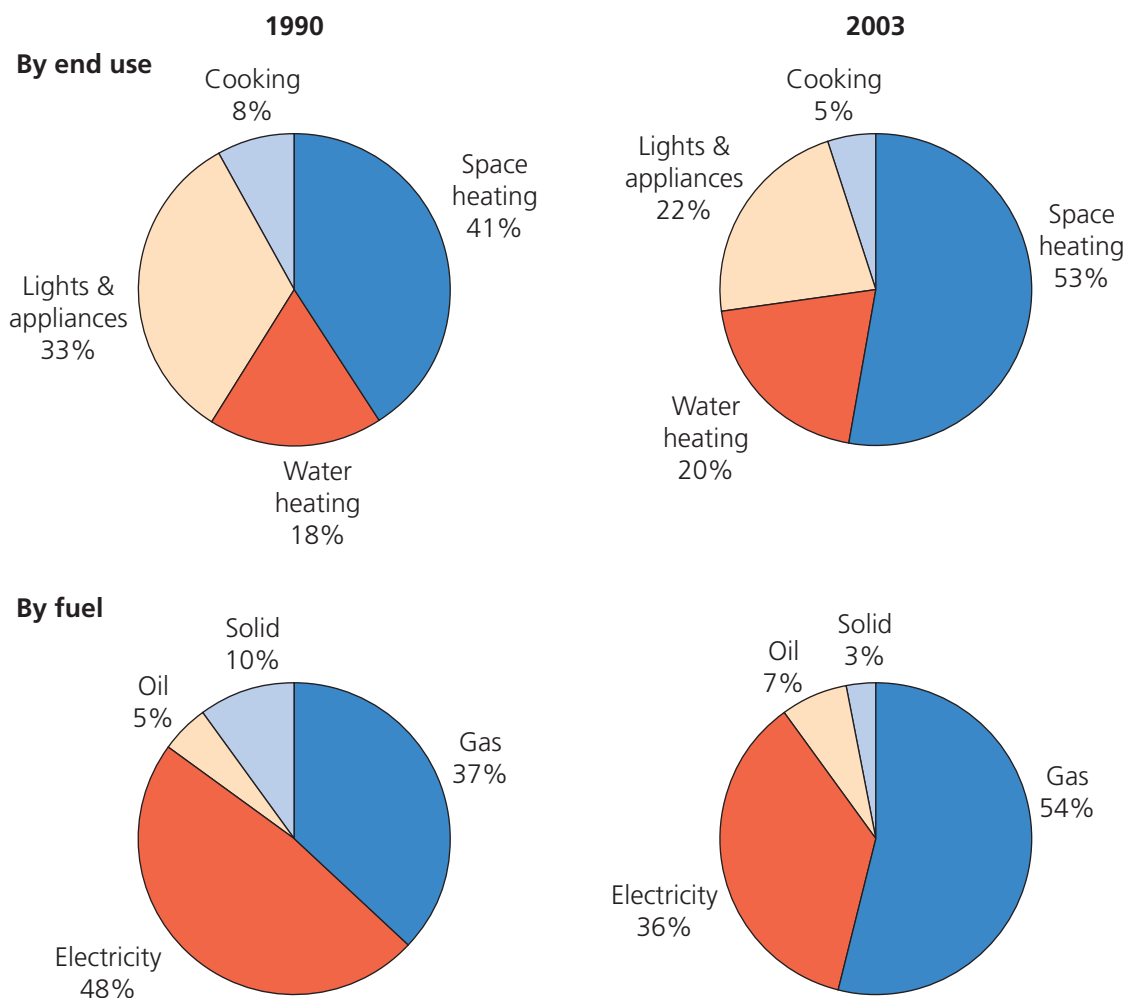 1990
2003
By end use
Cooking
8%
Space
heating
41%
Lights &
appliances
33%
Water
heating
18%
Cooking
5%
Lights &
appliances
22%
Space
heating
53%
Water
heating
20%
By fuel
Solid
10%
Oil
5%
Gas
37%
Electricity
48%
Solid
3%
Oil
7%
Gas
54%
Electricity
36%